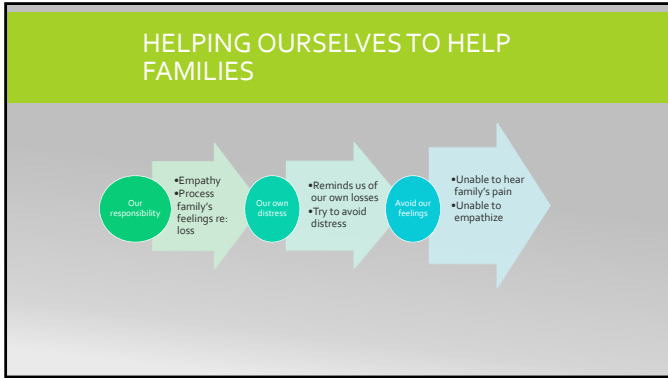 HELPING OURSELVES TO HELP
FAMILIES
Our
responsibility
•Empathy
•Process
family's
feelings re:
loss
Our own
distress
•Reminds us of
our own losses
•Try to avoid
distress
Avoid our
feelings
•Unable to hear
family's pain
•Unable to
empathize